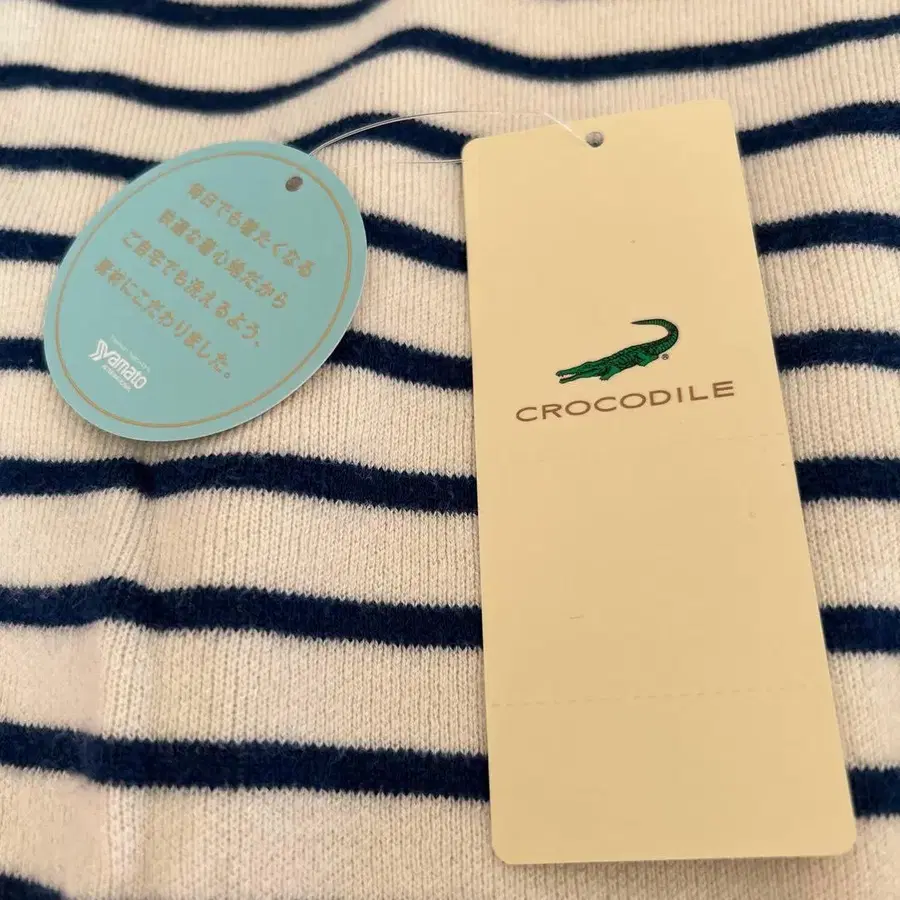 毎日でも着たくなる
快適な着心地だから
ご自宅でも洗えるよう、
素材にこだわりました。
yamato
CROCODILE
®